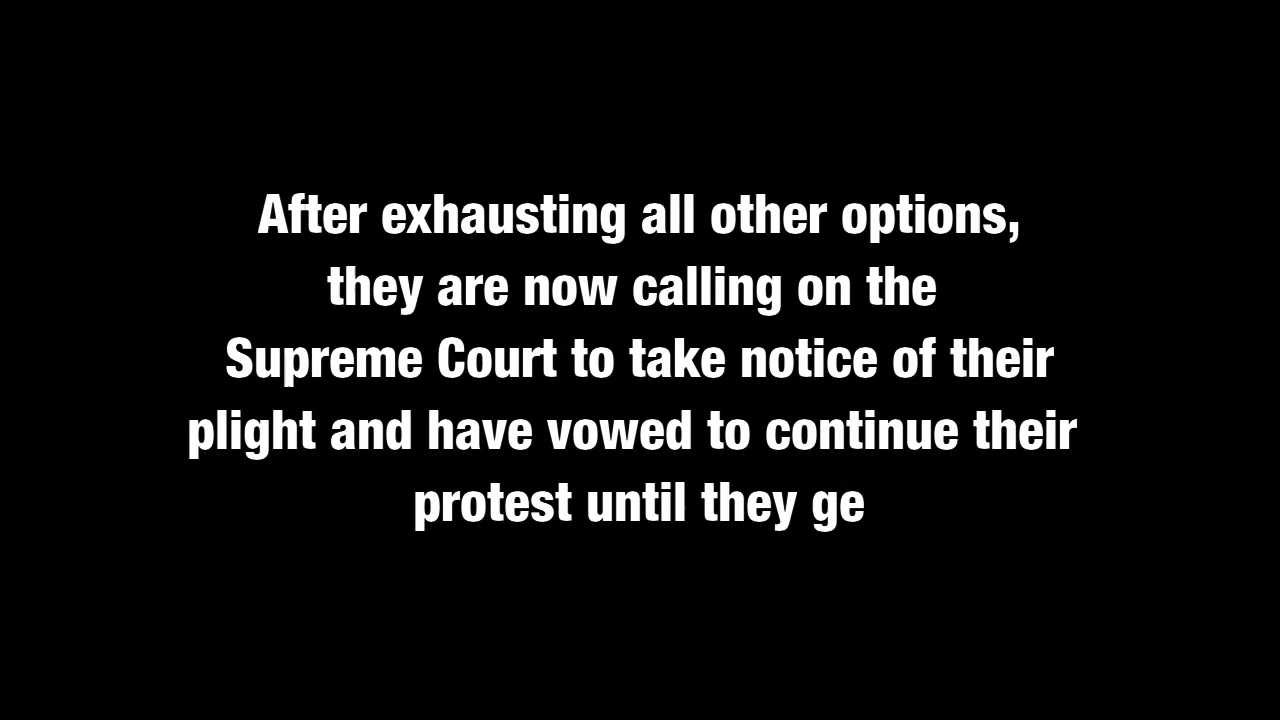 After exhausting all other options,
they are now calling on the
Supreme Court to take notice of their
plight and have vowed to continue their
protest until they ge